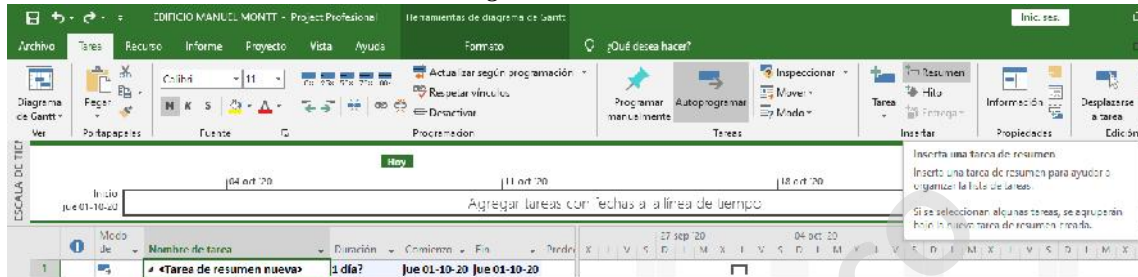 EDIFICIO MANUEL MONTT - Project Profesional
Herramientas de diagrama de Gantt
Inic. ses.
Archivo Tarea Recurso Informe Proyecto Vista Ayuda Formato ¿Qué desea hacer?
Diagrama de Gantt
Pegar
Calibri 11
N K S
Actualizar según programación
Respetar vínculos
Desactivar
Programar manualmente
Autoprogramar
Inspeccionar
Mover
Modo
Tarea
Resumen
Hito
Entrega
Información
Desplazarse a tarea
Ver Portapapeles Fuente Programación Tareas Insertar Propiedades Edición
ESCALA DE TIE
Hoy
04 oct '20 11 oct '20 18 oct '20
Inicio
jue 01-10-20
Agregar tareas con fechas a la línea de tiempo
Inserta una tarea de resumen
Inserte una tarea de resumen para ayudar a
organizar la lista de tareas.
Si se seleccionan algunas tareas, se agruparán
bajo la nueva tarea de resumen creada.
Modo de
Nombre de tarea Duración Comienzo Fin Prede
27 sep '20 04 oct '20
X J V S D L M X J V S D L M X J V S D L M X J V S D L M X
1 <Tarea de resumen nueva> 1 día? jue 01-10-20 jue 01-10-20